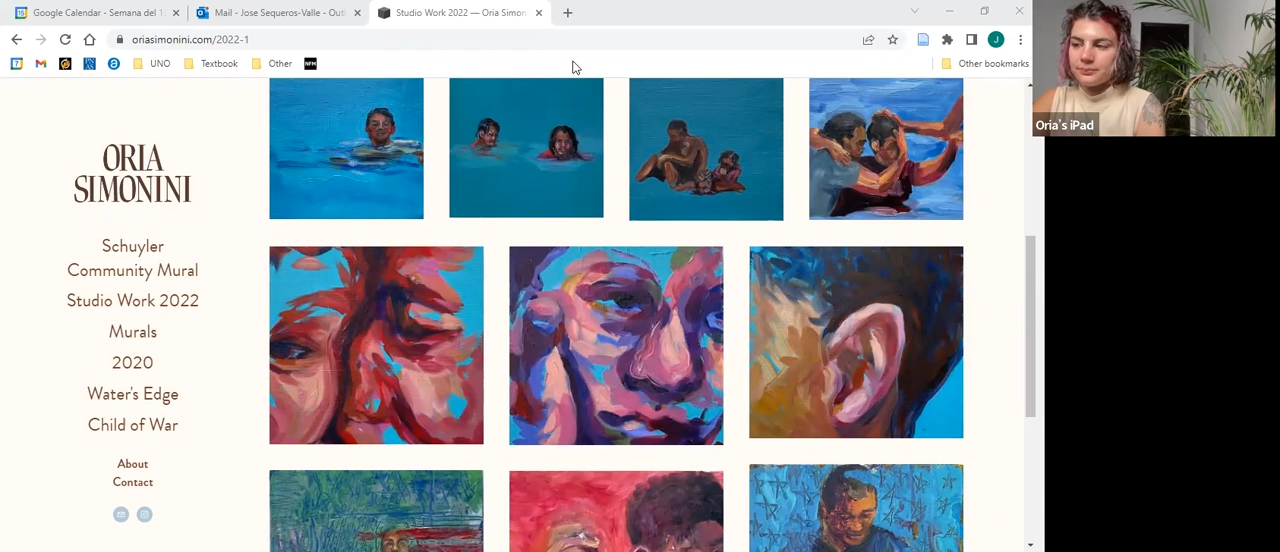 Google Calendar - Semana del 1
Mail - Jose Sequeros-Valle - Outl
Studio Work 2022 — Oria Simon
oriasimonini.com/2022-1
J
UNO
Textbook
Other
NFM
Other bookmarks
Oria's iPad
ORIA
SIMONINI
Schuyler
Community Mural
Studio Work 2022
Murals
2020
Water's Edge
Child of War
About
Contact